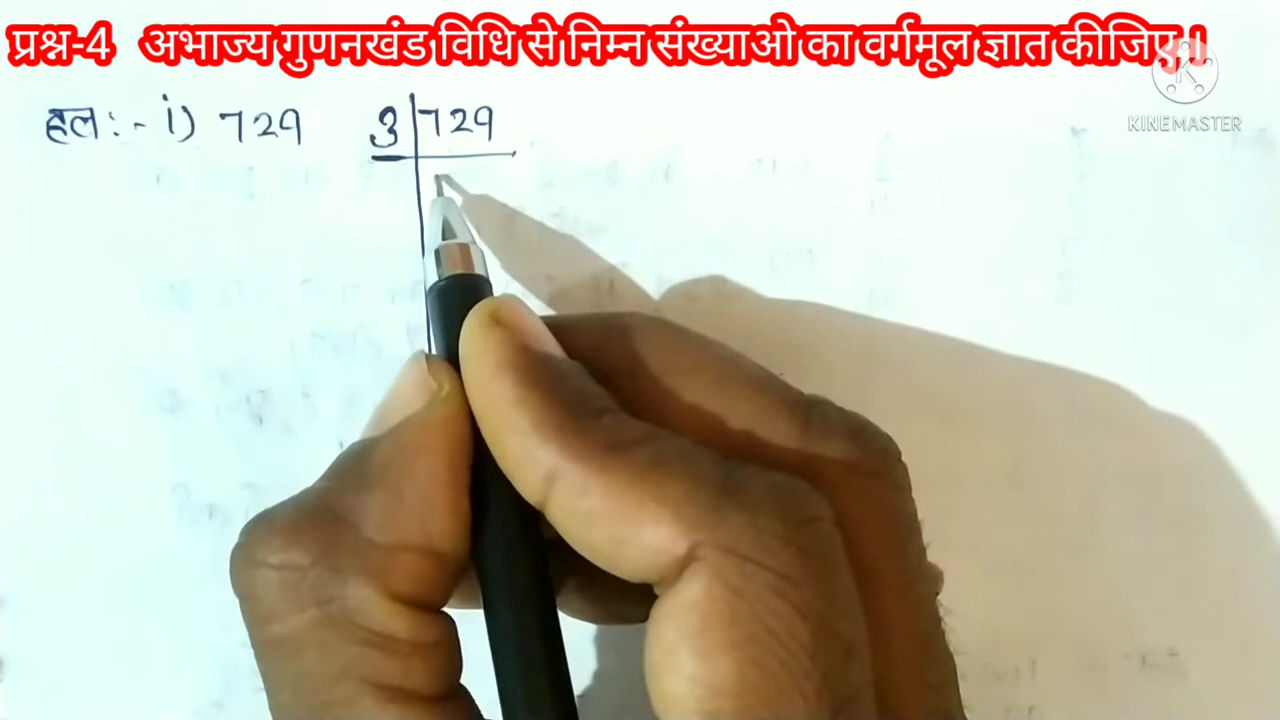 प्रश्न-4 अभाज्य गुणनखंड विधि से निम्न संख्याओ का वर्गमूल ज्ञात कीजिए।
K
KINEMASTER
हल:- i) 729 3 729